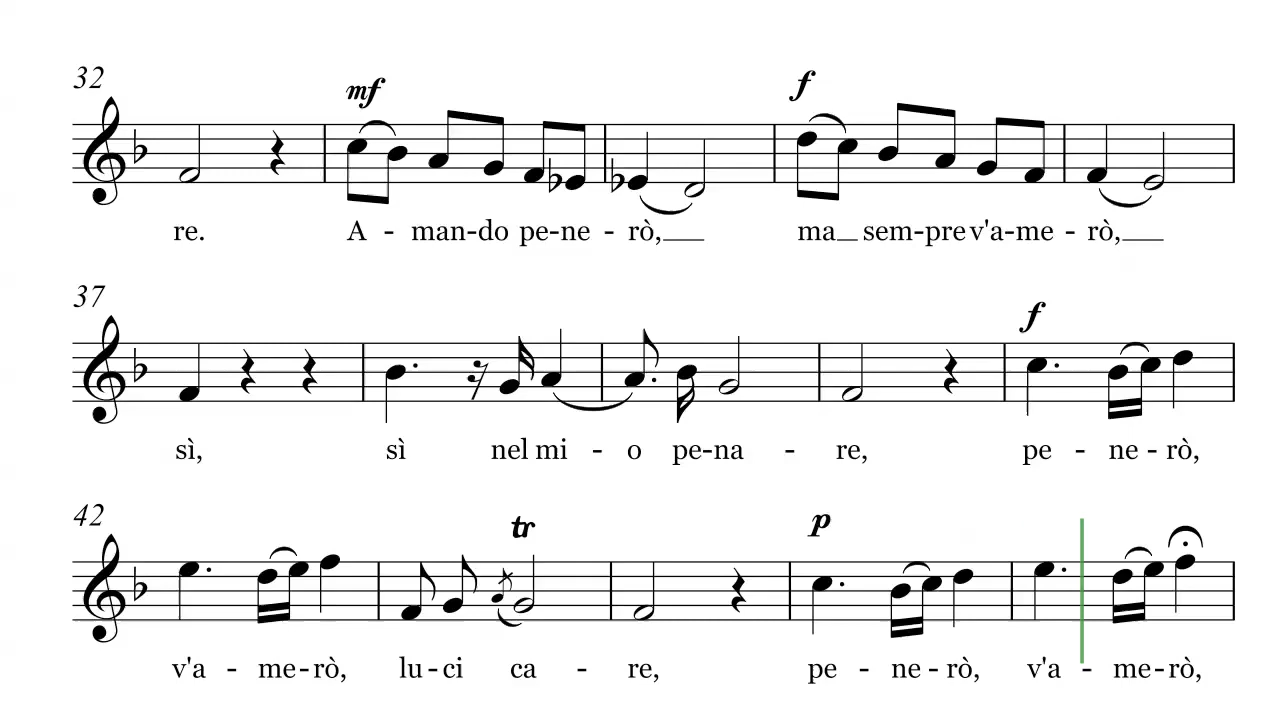 32
mf
f
re. A - man-do pe-ne - rò, ma sem-pre v'a-me - rò,
37
f
sì, sì nel mi - o pe-na - re, pe - ne - rò,
42
tr
p
v'a - me-rò, lu-ci ca - re, pe - ne - rò, v'a - me-rò,